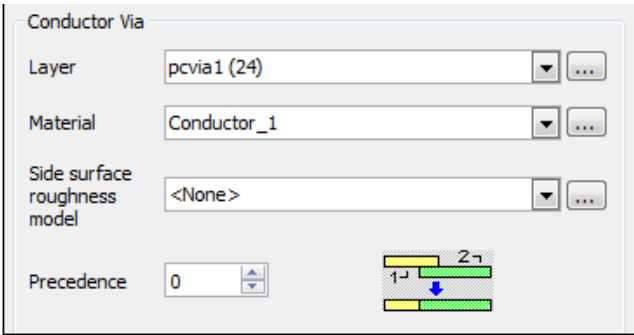 Conductor Via
Layer
pcvia1 (24)
...
Material
Conductor_1
...
Side surface
roughness
model
<None>
...
Precedence
0
2
1